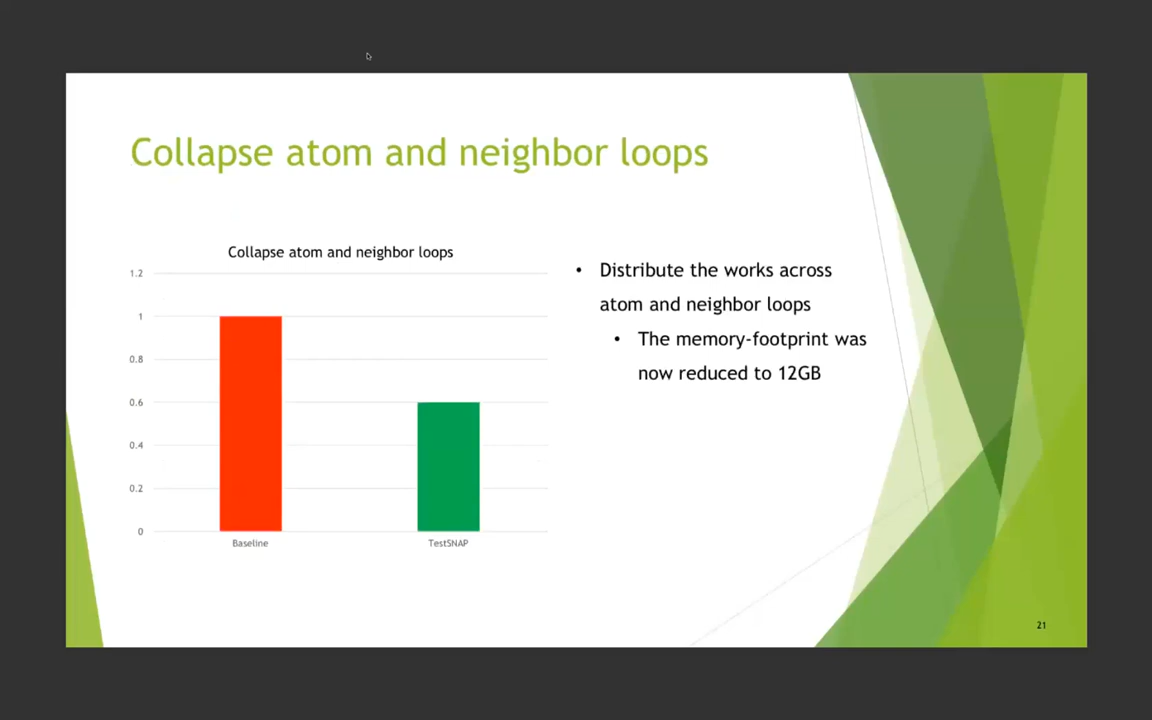 Collapse atom and neighbor loops
Collapse atom and neighbor loops
1.2
1
0.8
0.6
0.4
0.2
0
Baseline
TestSNAP
• Distribute the works across
atom and neighbor loops
• The memory-footprint was
now reduced to 12GB
21